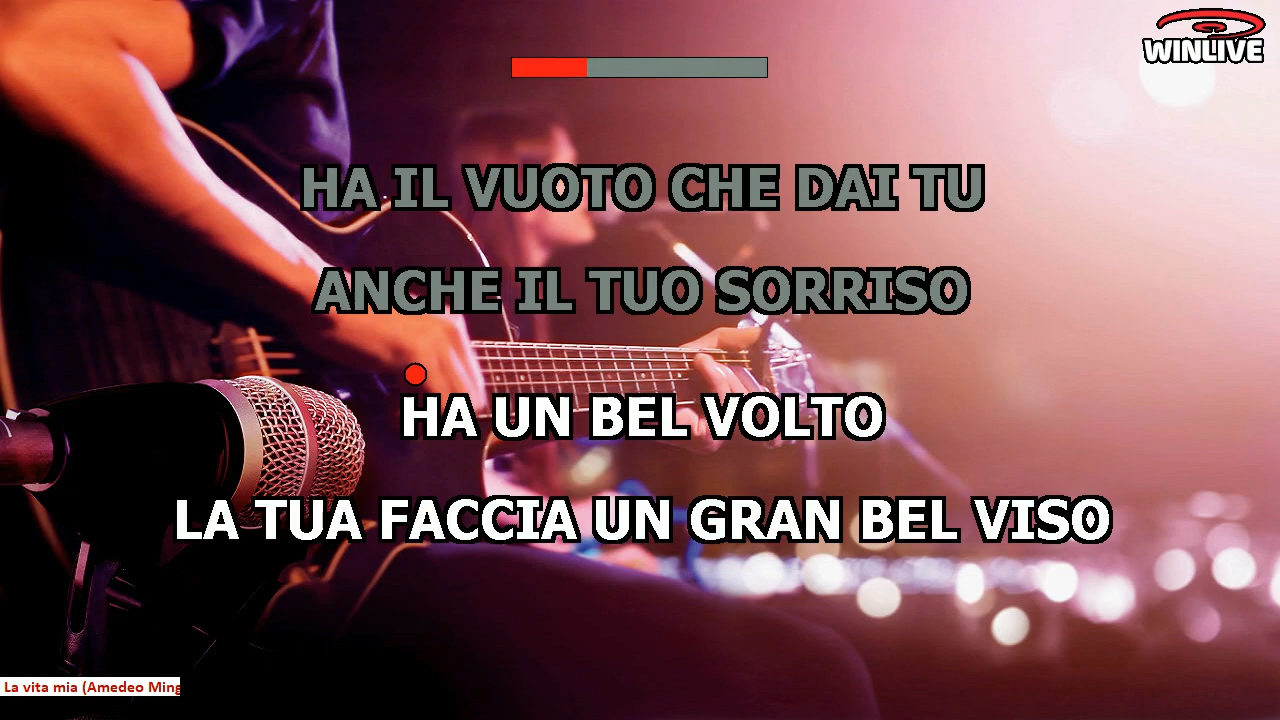 WINLIVE
HA IL VUOTO CHE DAI TU
ANCHE IL TUO SORRISO
HA UN BEL VOLTO
LA TUA FACCIA UN GRAN BEL VISO
La vita mia (Amedeo Ming